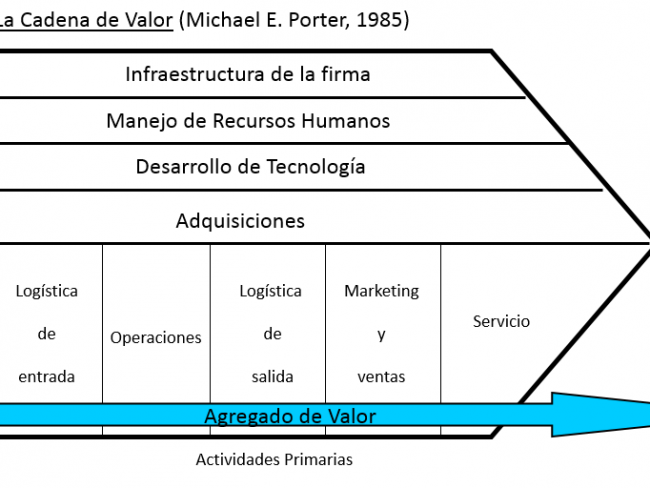 La Cadena de Valor (Michael E. Porter, 1985)
Infraestructura de la firma
Manejo de Recursos Humanos
Desarrollo de Tecnología
Adquisiciones
Logística
de
entrada
Operaciones
Logística
de
salida
Marketing
y
ventas
Servicio
Agregado de Valor
Actividades Primarias